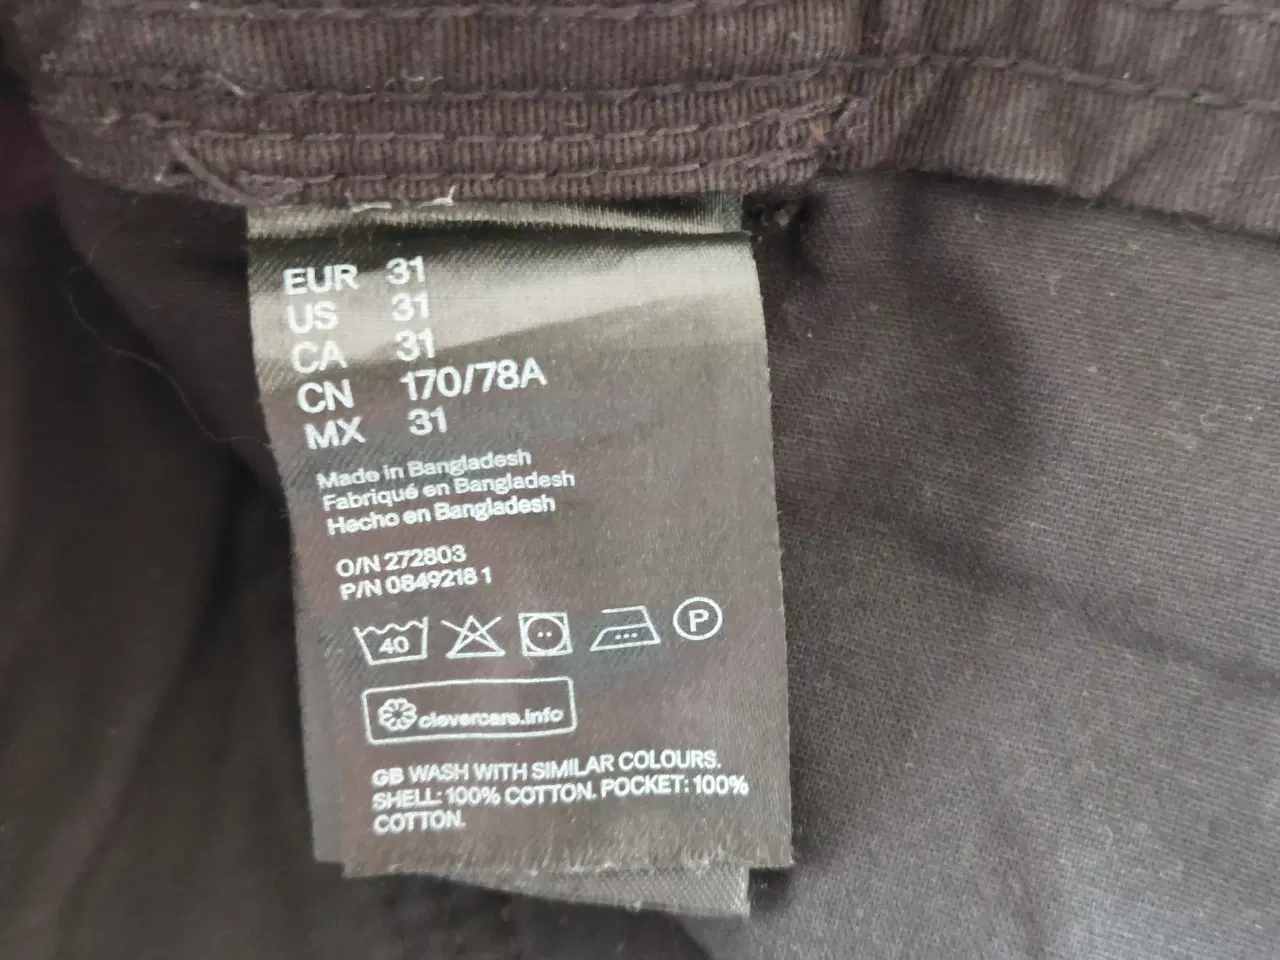 EUR 31
US 31
CA 31
CN 170/78A
MX 31
Made in Bangladesh
Fabriqué en Bangladesh
Hecho en Bangladesh
O/N 272803
P/N 0849218 1
40
P
clevercare.info
GB WASH WITH SIMILAR COLOURS.
SHELL: 100% COTTON. POCKET: 100%
COTTON.